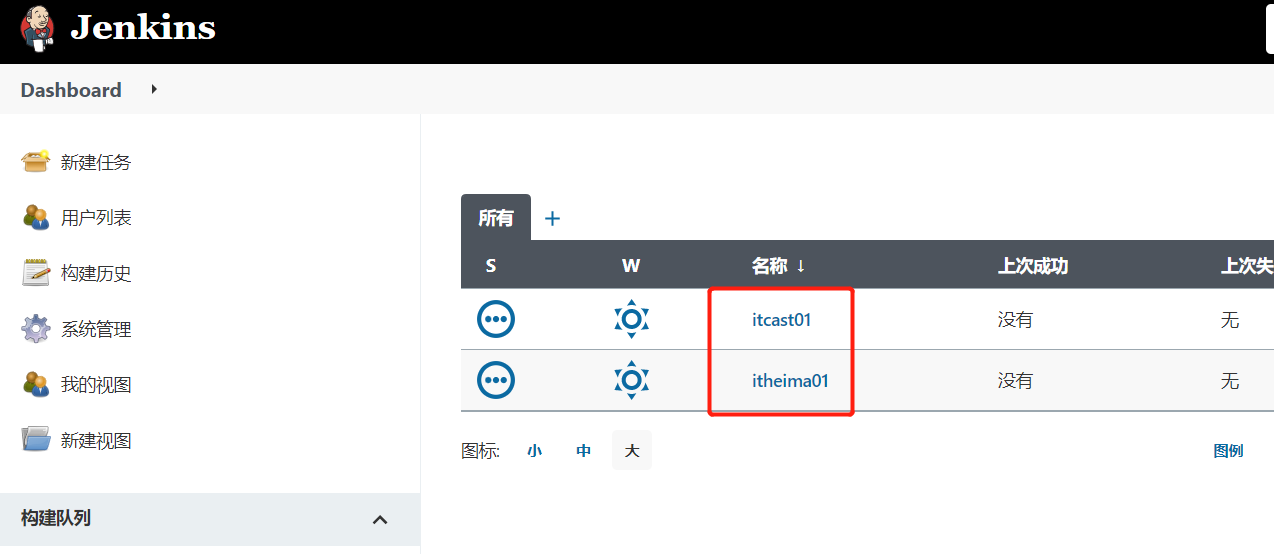 Jenkins
Dashboard
新建任务
用户列表
构建历史
系统管理
我的视图
新建视图
构建队列
所有 +
S W 名称 ↓ 上次成功 上次失
itcast01 没有 无
itheima01 没有 无
图标: 小 中 大 图例